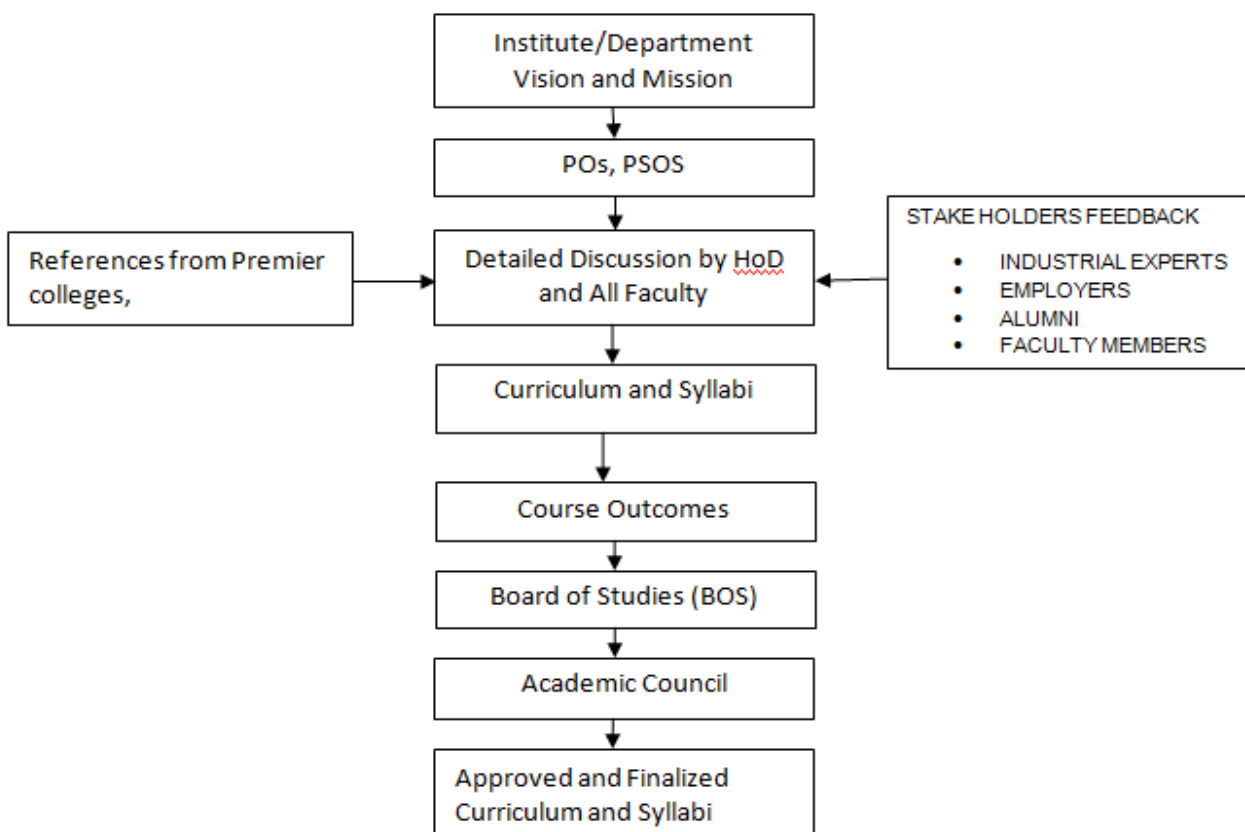 Institute/Department
Vision and Mission
POs, PSOS
References from Premier
colleges,
Detailed Discussion by HoD
and All Faculty
STAKE HOLDERS FEEDBACK
• INDUSTRIAL EXPERTS
• EMPLOYERS
• ALUMNI
• FACULTY MEMBERS
Curriculum and Syllabi
Course Outcomes
Board of Studies (BOS)
Academic Council
Approved and Finalized
Curriculum and Syllabi